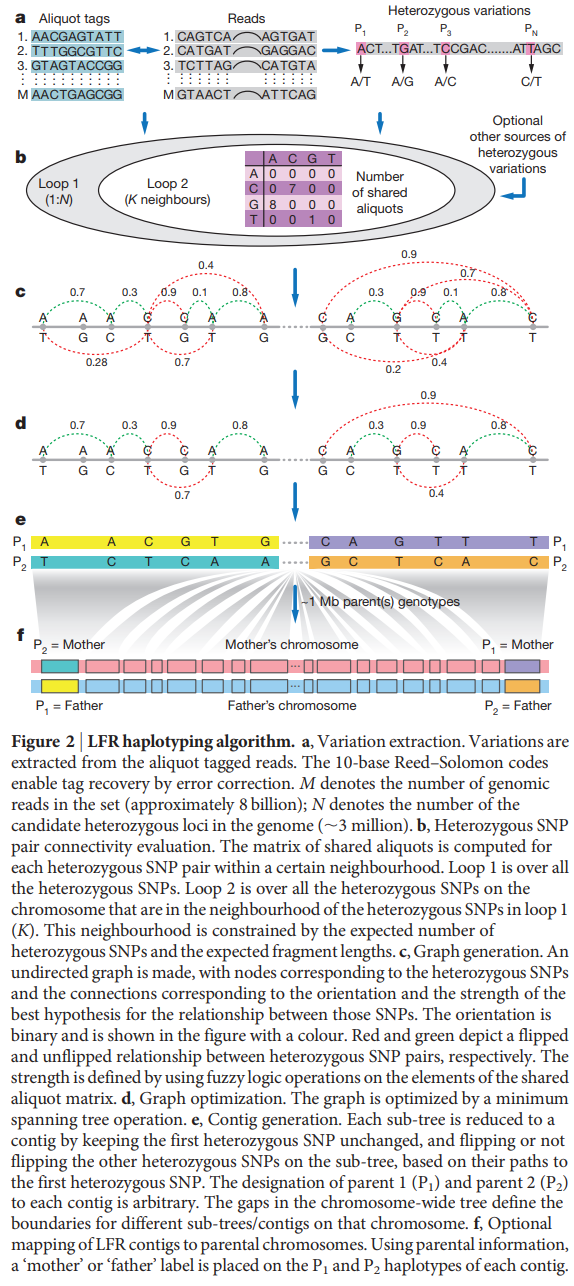 a
Aliquot tags
Reads
Heterozygous variations
1. AACGAGTATT
2. TTTGGCGTTC
3. GTAGTACCGG
M AACTGAGCGG
1. CAGTCA AGTGAT
2. CATGAT GAGGAC
3. TCTTAG CATGTA
M GTAACT ATTCAG
P1 P2 P3 PN
ACT...TGAT...TCCGAC......ATTAGC
A/T A/G A/C C/T
Optional
other sources of
heterozygous
variations
b
Loop 1
(1:N)
Loop 2
(K neighbours)
A C G T
A 0 0 0 0
C 0 7 0 0
G 8 0 0 0
T 0 0 1 0
Number
of shared
aliquots
c
0.7 0.3 0.9 0.1 0.8 0.4
0.9 0.7 0.3 0.9 0.1 0.8
A A A C C A A C A G C A C
T G C T G T G G C T T T T
0.28 0.7 0.2 0.4
d
0.7 0.3 0.9 0.8 0.9 0.3 0.9 0.8
A A A C C A A C A G C A C
T G C T G T G G C T T T T
0.7 0.4
e
P1 A A C G T G C A G T T T P1
P2 T C T C A A G C T C A C P2
~1 Mb parent(s) genotypes
f
P2 = Mother Mother's chromosome P1 = Mother
P1 = Father Father's chromosome P2 = Father
Figure 2 | LFR haplotyping algorithm. a, Variation extraction. Variations are
extracted from the aliquot tagged reads. The 10-base Reed–Solomon codes
enable tag recovery by error correction. M denotes the number of genomic
reads in the set (approximately 8 billion); N denotes the number of the
candidate heterozygous loci in the genome (~3 million). b, Heterozygous SNP
pair connectivity evaluation. The matrix of shared aliquots is computed for
each heterozygous SNP pair within a certain neighbourhood. Loop 1 is over all
the heterozygous SNPs. Loop 2 is over all the heterozygous SNPs on the
chromosome that are in the neighbourhood of the heterozygous SNPs in loop 1
(K). This neighbourhood is constrained by the expected number of
heterozygous SNPs and the expected fragment lengths. c, Graph generation. An
undirected graph is made, with nodes corresponding to the heterozygous SNPs
and the connections corresponding to the orientation and the strength of the
best hypothesis for the relationship between those SNPs. The orientation is
binary and is shown in the figure with a colour. Red and green depict a flipped
and unflipped relationship between heterozygous SNP pairs, respectively. The
strength is defined by using fuzzy logic operations on the elements of the shared
aliquot matrix. d, Graph optimization. The graph is optimized by a minimum
spanning tree operation. e, Contig generation. Each sub-tree is reduced to a
contig by keeping the first heterozygous SNP unchanged, and flipping or not
flipping the other heterozygous SNPs on the sub-tree, based on their paths to
the first heterozygous SNP. The designation of parent 1 (P1) and parent 2 (P2)
to each contig is arbitrary. The gaps in the chromosome-wide tree define the
boundaries for different sub-trees/contigs on that chromosome. f, Optional
mapping of LFR contigs to parental chromosomes. Using parental information,
a 'mother' or 'father' label is placed on the P1 and P2 haplotypes of each contig.